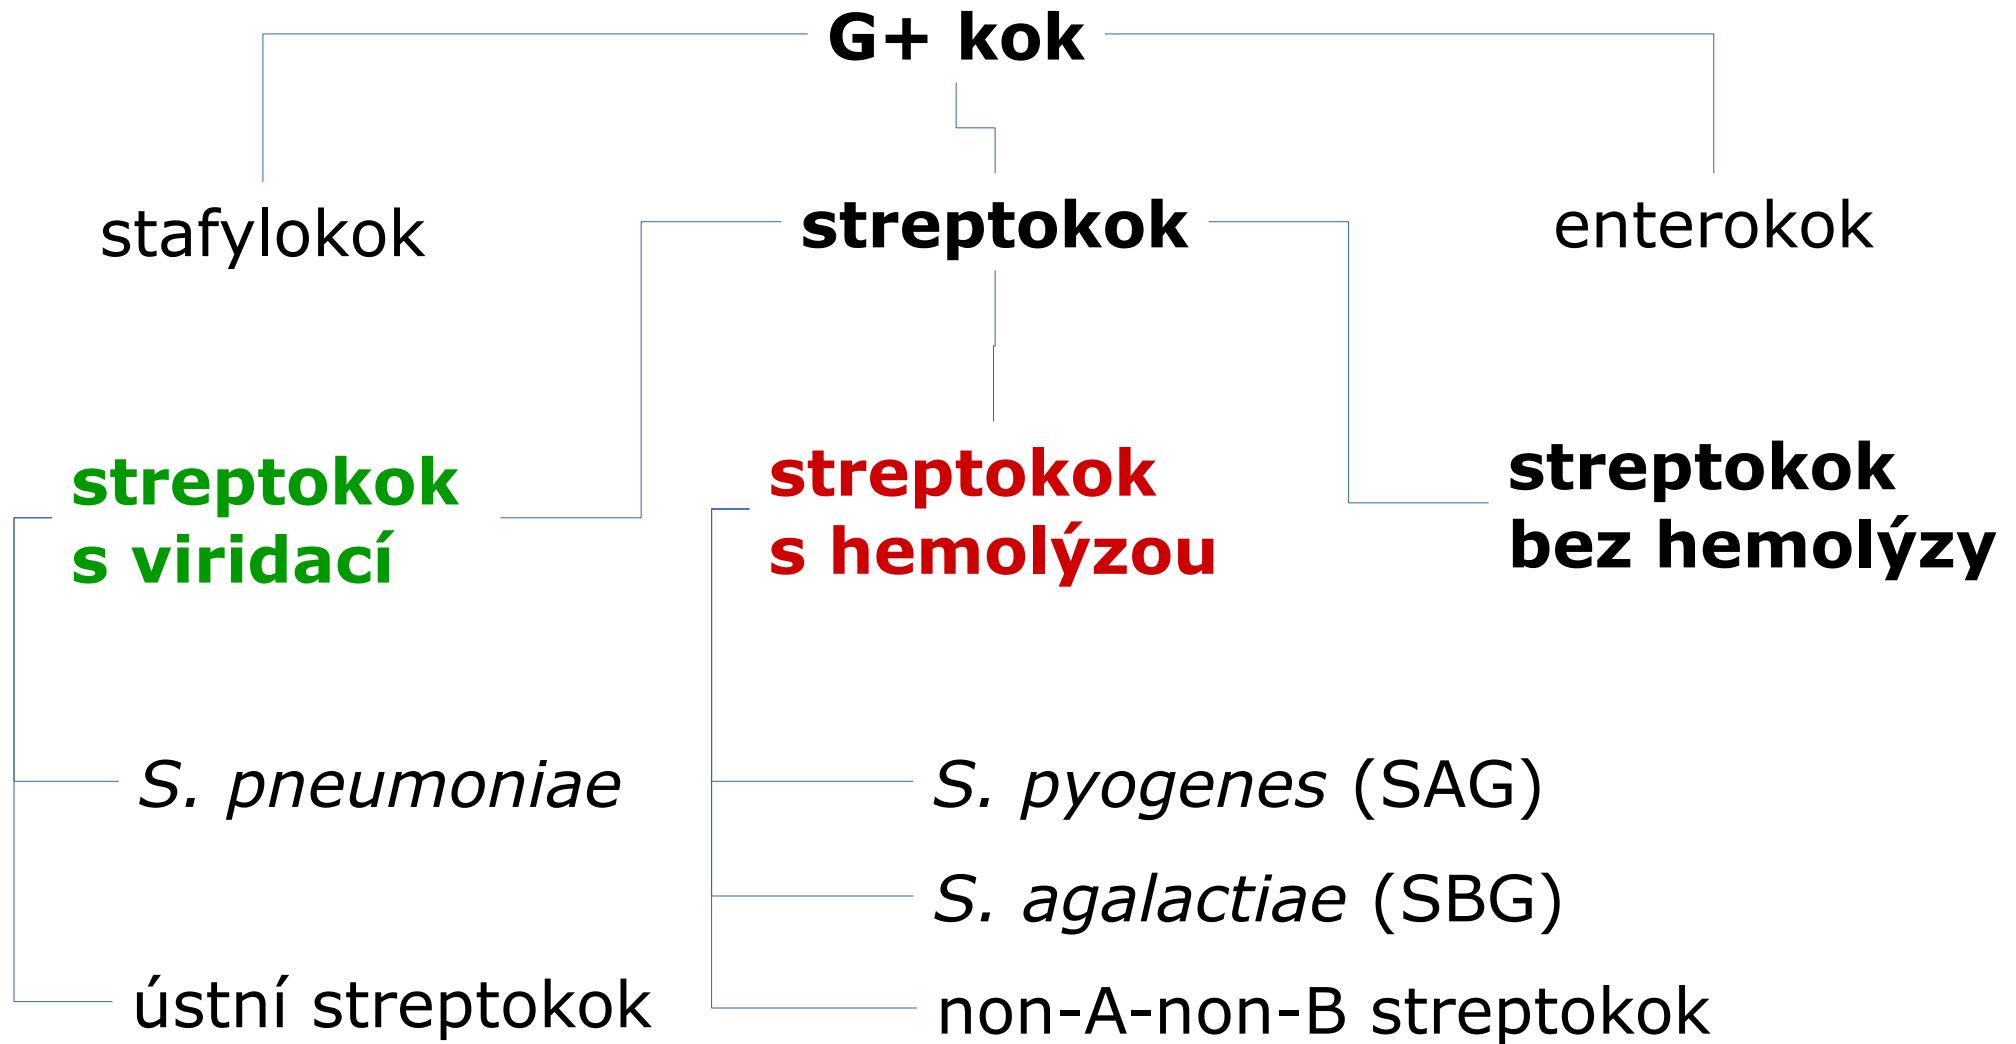 G+ kok
stafylokok
streptokok
enterokok
streptokok
s viridací
streptokok
s hemolýzou
streptokok
bez hemolýzy
S. pneumoniae
S. pyogenes (SAG)
S. agalactiae (SBG)
ústní streptokok
non-A-non-B streptokok